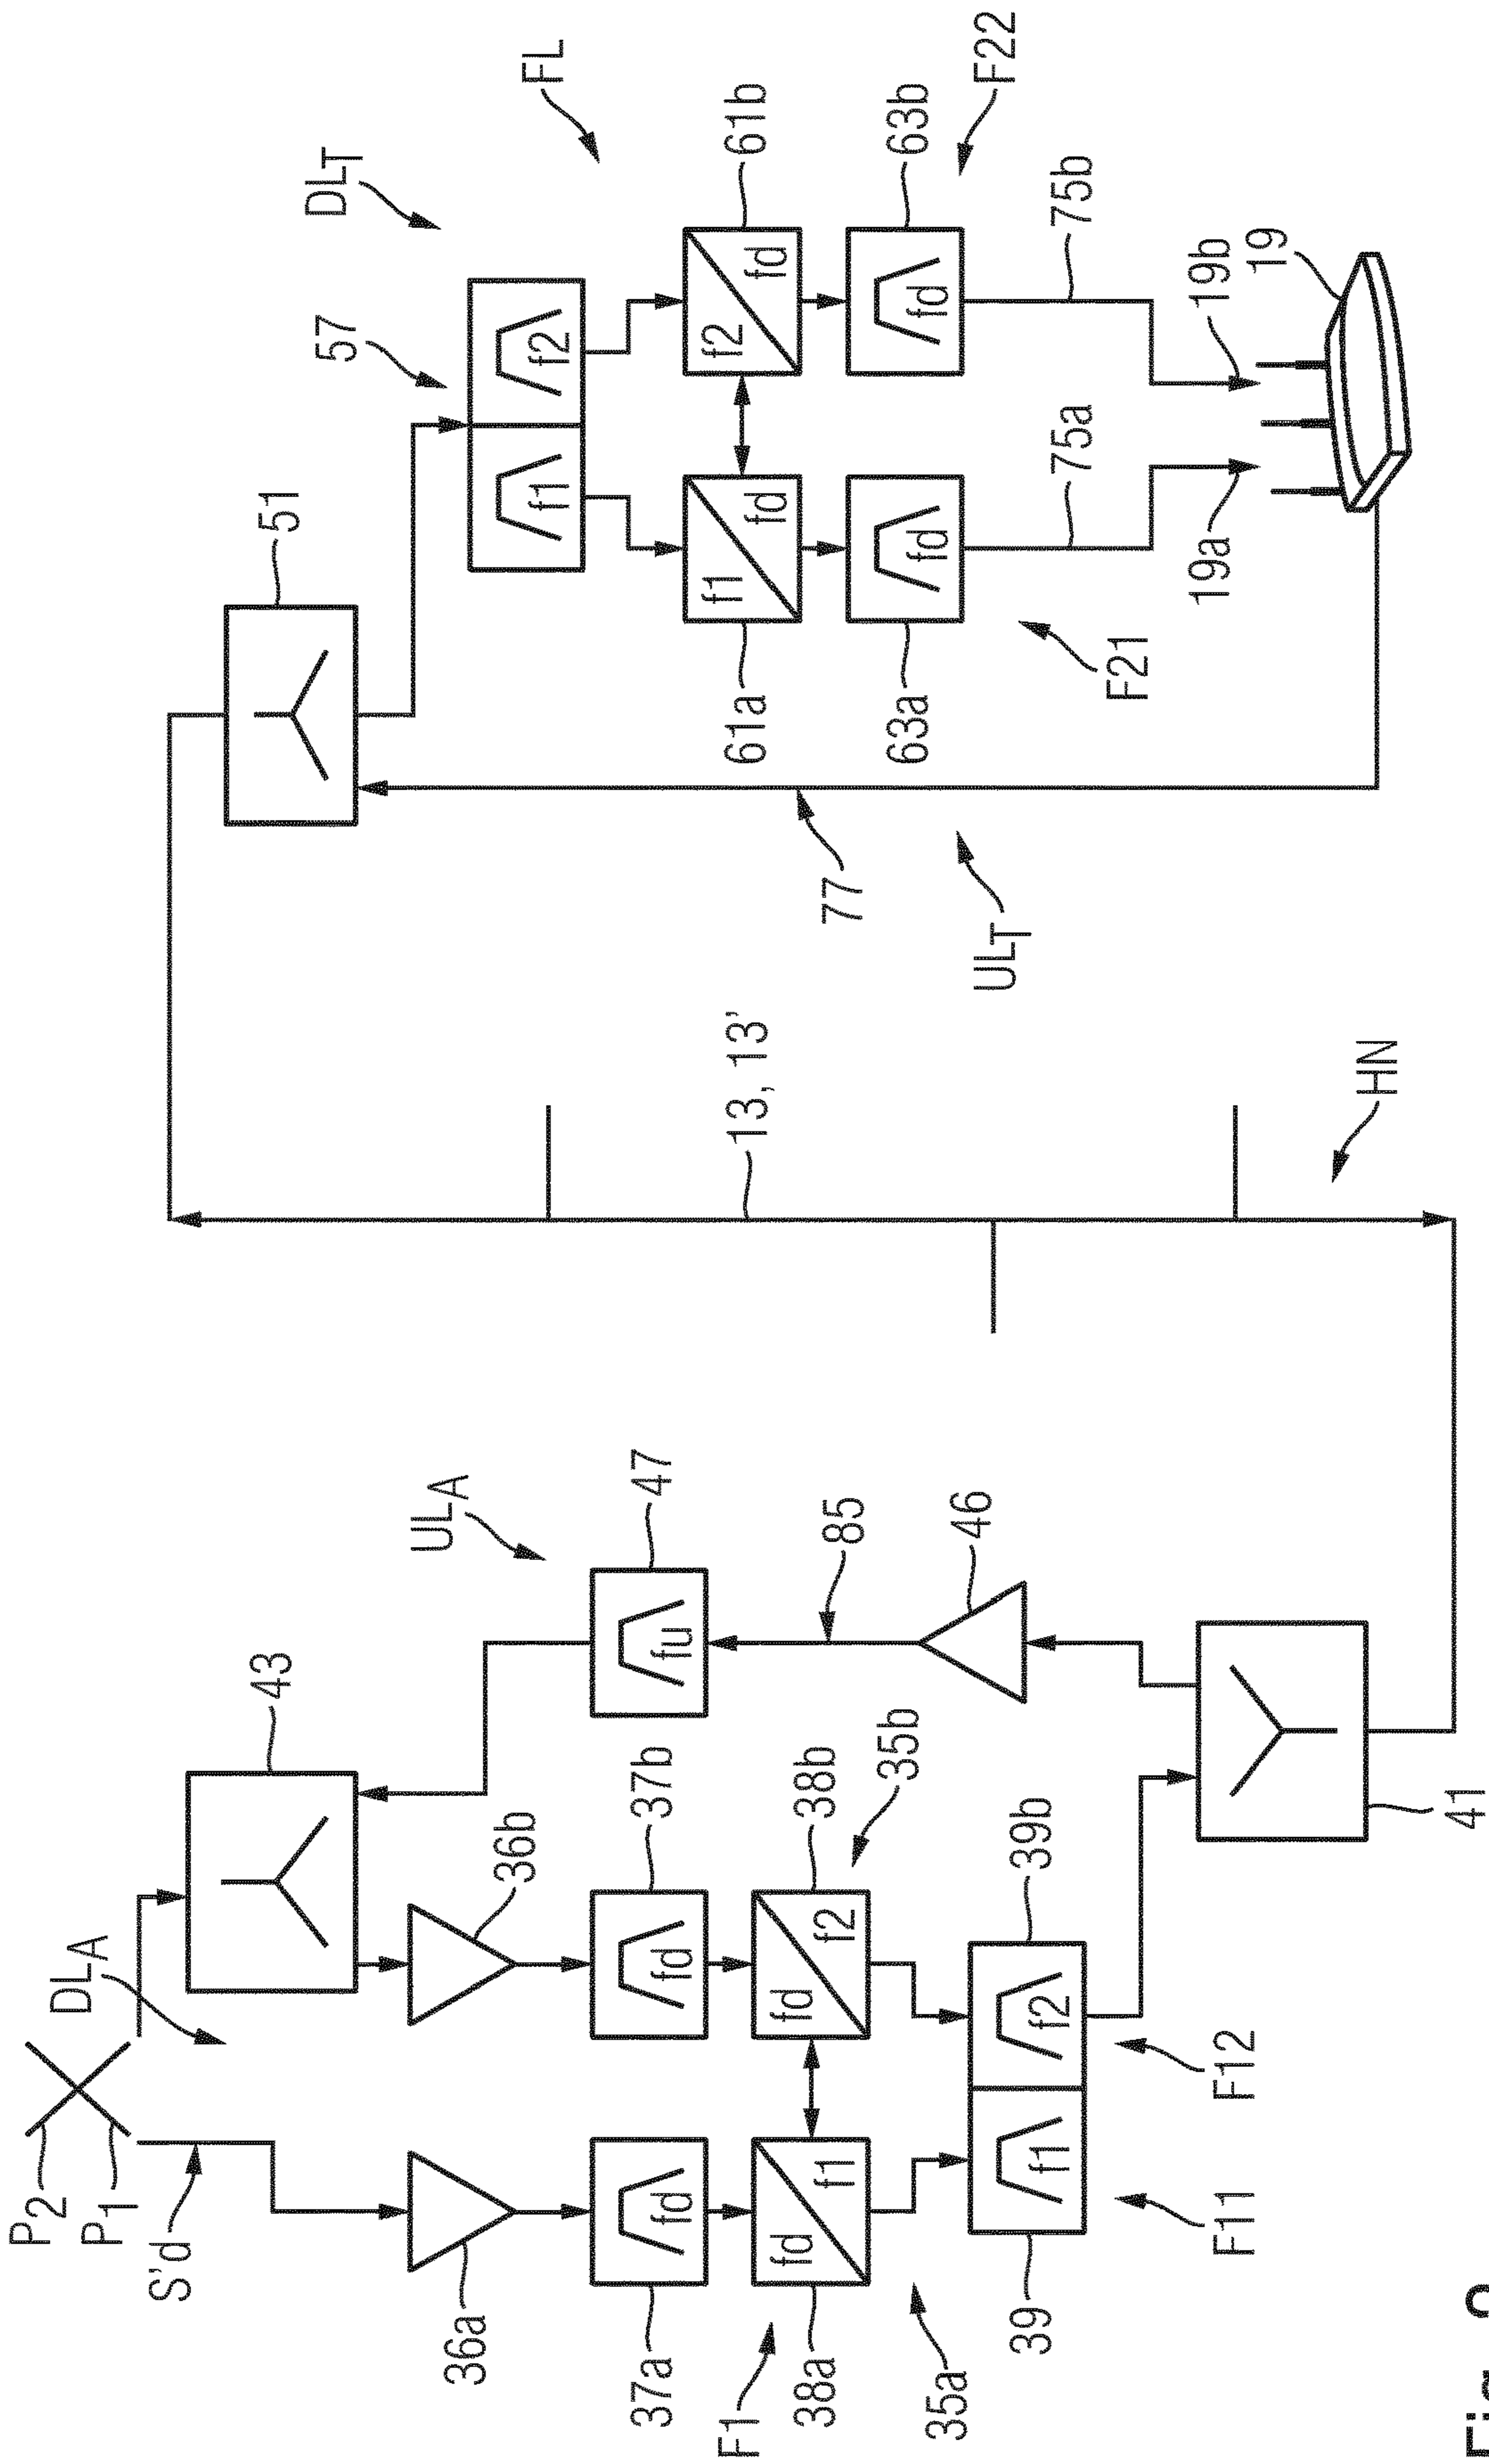 P2
P1
S'd
DLA
43
36a
36b
37a
fd
37b
fd
47
fu
ULA
F1
38a
fd
f1
38b
fd
f2
35a
35b
85
46
39
f1
39b
f2
F11
F12
41
13, 13'
HN
51
57
f1
f2
DLT
FL
61a
f1
fd
61b
f2
fd
63a
fd
63b
fd
F21
F22
77
ULT
75a
75b
19a
19b
19